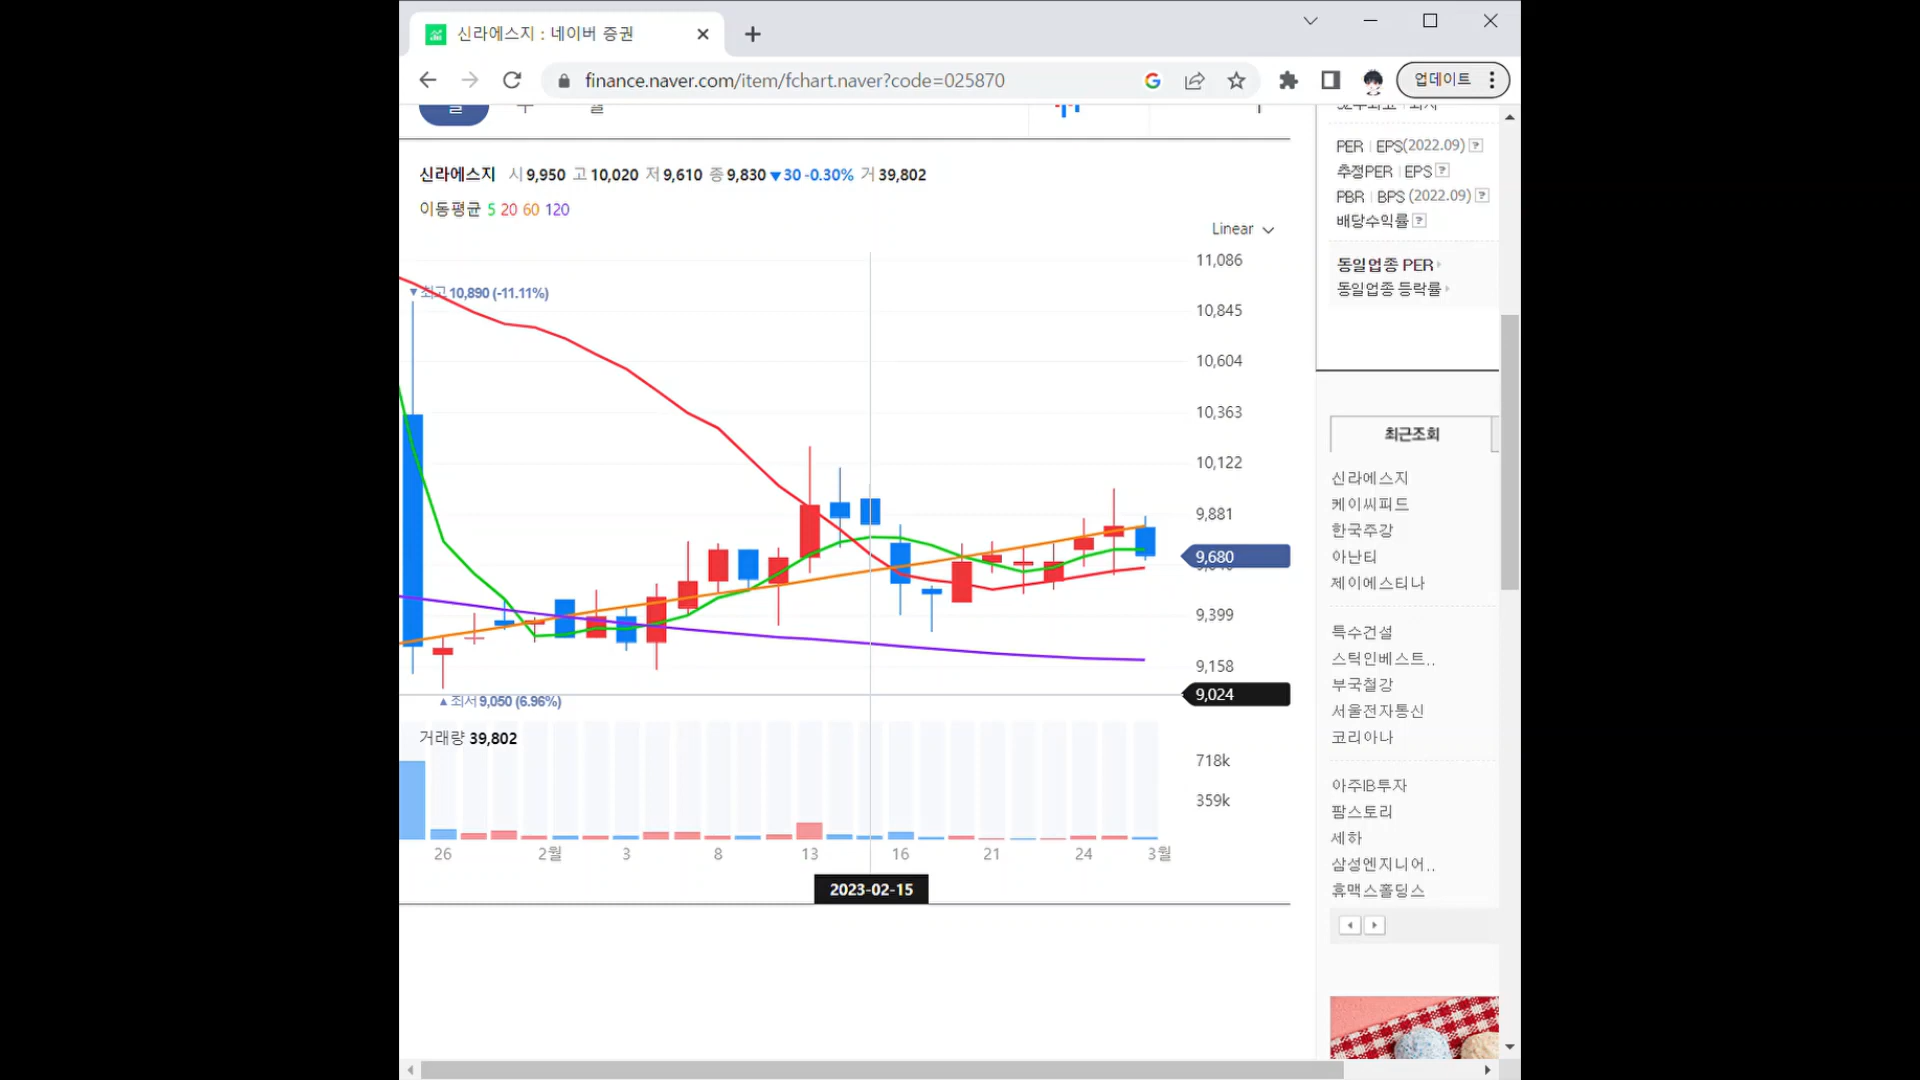 신라에스지 : 네이버 증권
finance.naver.com/item/fchart.naver?code=025870
업데이트
신라에스지 시 9,950 고 10,020 저 9,610 종 9,830 ▼30 -0.30% 거 39,802
이동평균 5 20 60 120
Linear
▼최고 10,890 (-11.11%)
11,086
10,845
10,604
10,363
10,122
9,881
9,680
9,399
9,158
9,024
▲최저 9,050 (6.96%)
거래량 39,802
718k
359k
26 2월 3 8 13 16 21 24 3월
2023-02-15
PER | EPS(2022.09) ?
추정PER | EPS ?
PBR | BPS (2022.09) ?
배당수익률 ?
동일업종 PER
동일업종 등락률
최근조회
신라에스지
케이씨피드
한국주강
아난티
제이에스티나
특수건설
스틱인베스트..
부국철강
서울전자통신
코리아나
아주IB투자
팜스토리
세하
삼성엔지니어..
휴맥스홀딩스